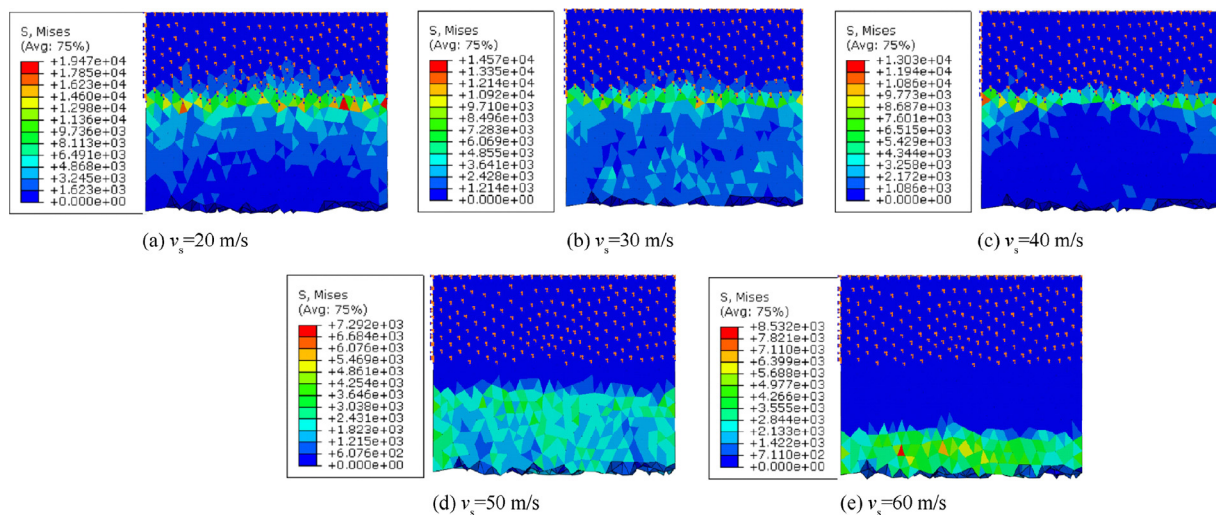 S, Mises
(Avg: 75%)
+1.947e+04
+1.785e+04
+1.623e+04
+1.460e+04
+1.298e+04
+1.136e+04
+9.736e+03
+8.113e+03
+6.491e+03
+4.868e+03
+3.245e+03
+1.623e+03
+0.000e+00
(a) vₛ=20 m/s
S, Mises
(Avg: 75%)
+1.457e+04
+1.335e+04
+1.214e+04
+1.092e+04
+9.710e+03
+8.496e+03
+7.283e+03
+6.069e+03
+4.855e+03
+3.641e+03
+2.428e+03
+1.214e+03
+0.000e+00
(b) vₛ=30 m/s
S, Mises
(Avg: 75%)
+1.303e+04
+1.194e+04
+1.086e+04
+9.773e+03
+8.687e+03
+7.601e+03
+6.515e+03
+5.429e+03
+4.344e+03
+3.258e+03
+2.172e+03
+1.086e+03
+0.000e+00
(c) vₛ=40 m/s
S, Mises
(Avg: 75%)
+7.292e+03
+6.684e+03
+6.076e+03
+5.469e+03
+4.861e+03
+4.254e+03
+3.646e+03
+3.038e+03
+2.431e+03
+1.823e+03
+1.215e+03
+6.076e+02
+0.000e+00
(d) vₛ=50 m/s
S, Mises
(Avg: 75%)
+8.532e+03
+7.821e+03
+7.110e+03
+6.399e+03
+5.688e+03
+4.977e+03
+4.266e+03
+3.555e+03
+2.844e+03
+2.133e+03
+1.422e+03
+7.110e+02
+0.000e+00
(e) vₛ=60 m/s